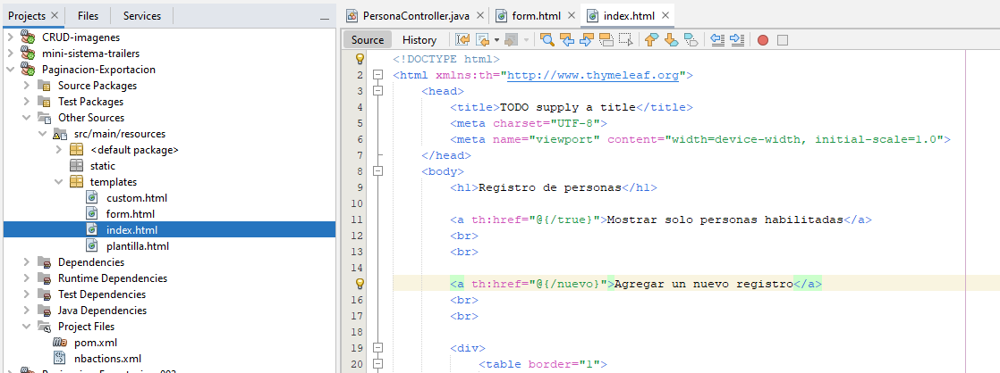 Projects Files Services
CRUD-imagenes
mini-sistema-trailers
Paginacion-Exportacion
Source Packages
Test Packages
Other Sources
src/main/resources
<default package>
static
templates
custom.html
form.html
index.html
plantilla.html
Dependencies
Runtime Dependencies
Test Dependencies
Java Dependencies
Project Files
pom.xml
nbactions.xml
PersonaController.java form.html index.html
Source History
<!DOCTYPE html>
2 <html xmlns:th="http://www.thymeleaf.org">
3 <head>
4 <title>TODO supply a title</title>
5 <meta charset="UTF-8">
6 <meta name="viewport" content="width=device-width, initial-scale=1.0">
7 </head>
8 <body>
9 <h1>Registro de personas</h1>
10
11 <a th:href="@{/true}">Mostrar solo personas habilitadas</a>
12 <br>
13 <br>
14
<a th:href="@{/nuevo}">Agregar un nuevo registro</a>
16 <br>
17 <br>
18
19 <div>
20 <table border="1">